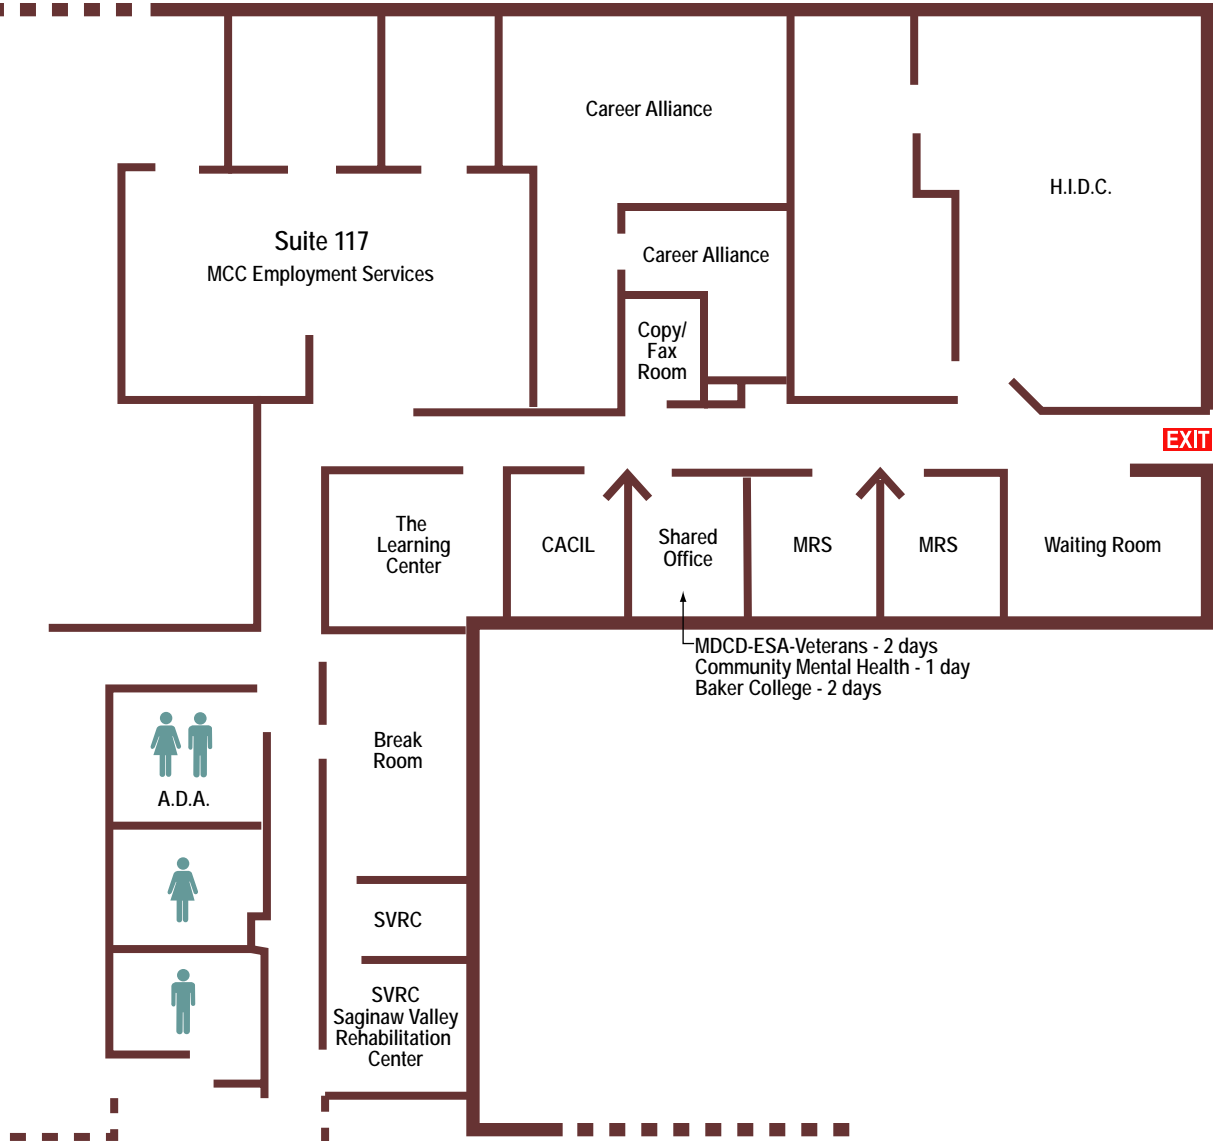 Career Alliance
H.I.D.C.
Suite 117
MCC Employment Services
Career Alliance
Copy/
Fax
Room
EXIT
The
Learning
Center
CACIL
Shared
Office
MRS
MRS
Waiting Room
MDCD-ESA-Veterans - 2 days
Community Mental Health - 1 day
Baker College - 2 days
Break
Room
A.D.A.
SVRC
SVRC
Saginaw Valley
Rehabilitation
Center